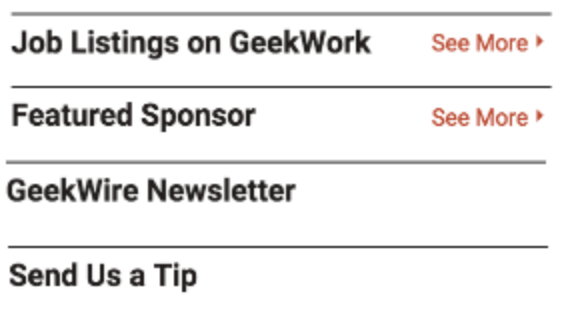 Job Listings on GeekWork See More
Featured Sponsor See More
GeekWire Newsletter
Send Us a Tip